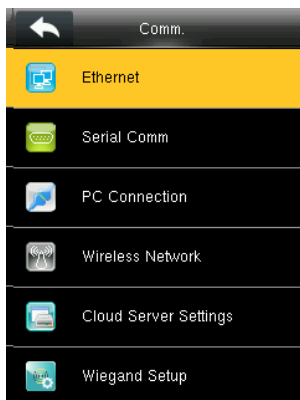 Comm.
Ethernet
Serial Comm
PC Connection
Wireless Network
Cloud Server Settings
Wiegand Setup